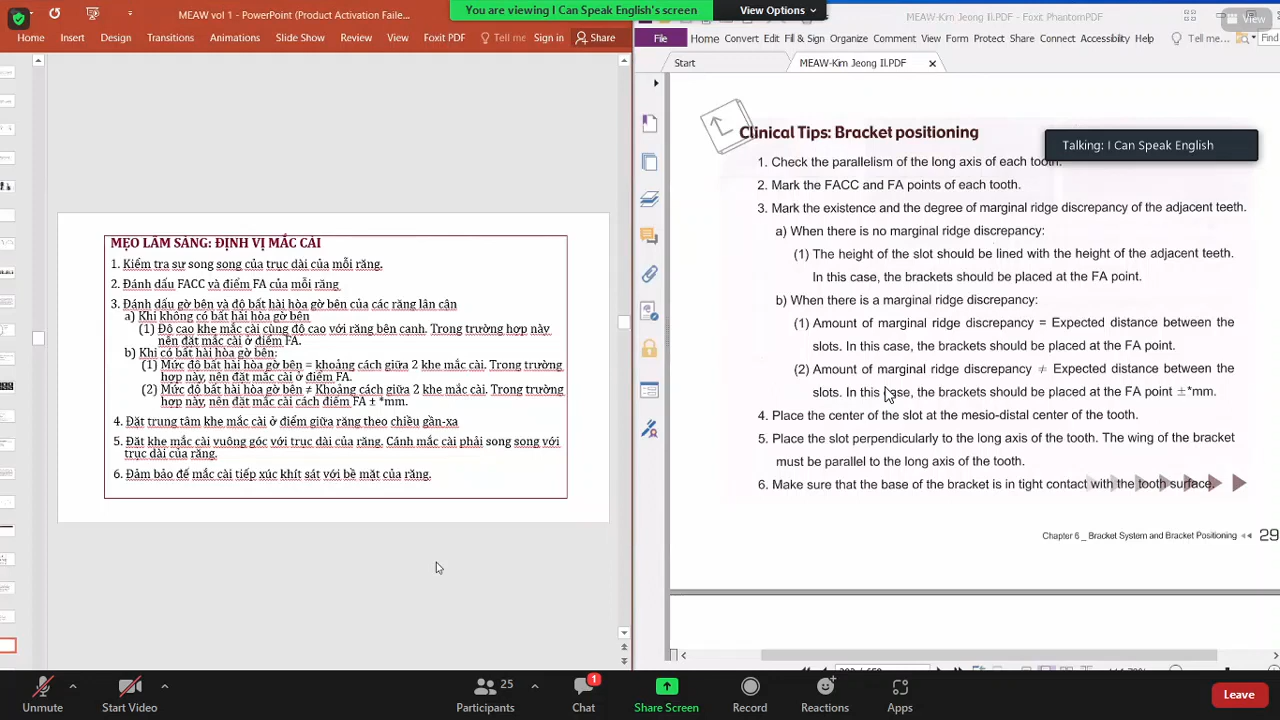 MEAW vol 1 - PowerPoint (Product Activation Faile...
You are viewing I Can Speak English's screen
View Options
MEAW-Kim Jeong Il.PDF - Foxit PhantomPDF
View
Home Insert Design Transitions Animations Slide Show Review View Foxit PDF Tell me Sign in Share
File Home Convert Edit Fill & Sign Organize Comment View Form Protect Share Connect Accessibility Help Tell me... Find
Start MEAW-Kim Jeong Il.PDF
MẸO LÂM SÀNG: ĐỊNH VỊ MẮC CÀI
1. Kiểm tra sự song song của trục dài của mỗi răng.
2. Đánh dấu FACC và điểm FA của mỗi răng
3. Đánh dấu gờ bên và độ bất hài hòa gờ bên của các răng lân cận
a) Khi không có bất hài hòa gờ bên
(1) Độ cao khe mắc cài cùng độ cao với răng bên cạnh. Trong trường hợp này
nên đặt mắc cài ở điểm FA.
b) Khi có bất hài hòa gờ bên:
(1) Mức độ bất hài hòa gờ bên = khoảng cách giữa 2 khe mắc cài. Trong trường
hợp này, nên đặt mắc cài ở điểm FA.
(2) Mức độ bất hài hòa gờ bên ≠ Khoảng cách giữa 2 khe mắc cài. Trong trường
hợp này, nên đặt mắc cài cách điểm FA ± *mm.
4. Đặt trung tâm khe mắc cài ở điểm giữa răng theo chiều gần-xa
5. Đặt khe mắc cài vuông góc với trục dài của răng. Cánh mắc cài phải song song với
trục dài của răng.
6. Đảm bảo đế mắc cài tiếp xúc khít sát với bề mặt của răng.
Clinical Tips: Bracket positioning
Talking: I Can Speak English
1. Check the parallelism of the long axis of each tooth.
2. Mark the FACC and FA points of each tooth.
3. Mark the existence and the degree of marginal ridge discrepancy of the adjacent teeth.
a) When there is no marginal ridge discrepancy:
(1) The height of the slot should be lined with the height of the adjacent teeth.
In this case, the brackets should be placed at the FA point.
b) When there is a marginal ridge discrepancy:
(1) Amount of marginal ridge discrepancy = Expected distance between the
slots. In this case, the brackets should be placed at the FA point.
(2) Amount of marginal ridge discrepancy ≠ Expected distance between the
slots. In this case, the brackets should be placed at the FA point ±*mm.
4. Place the center of the slot at the mesio-distal center of the tooth.
5. Place the slot perpendicularly to the long axis of the tooth. The wing of the bracket
must be parallel to the long axis of the tooth.
6. Make sure that the base of the bracket is in tight contact with the tooth surface.
Chapter 6 _ Bracket System and Bracket Positioning 29
Unmute Start Video Participants 25 Chat 1 Share Screen Record Reactions Apps Leave